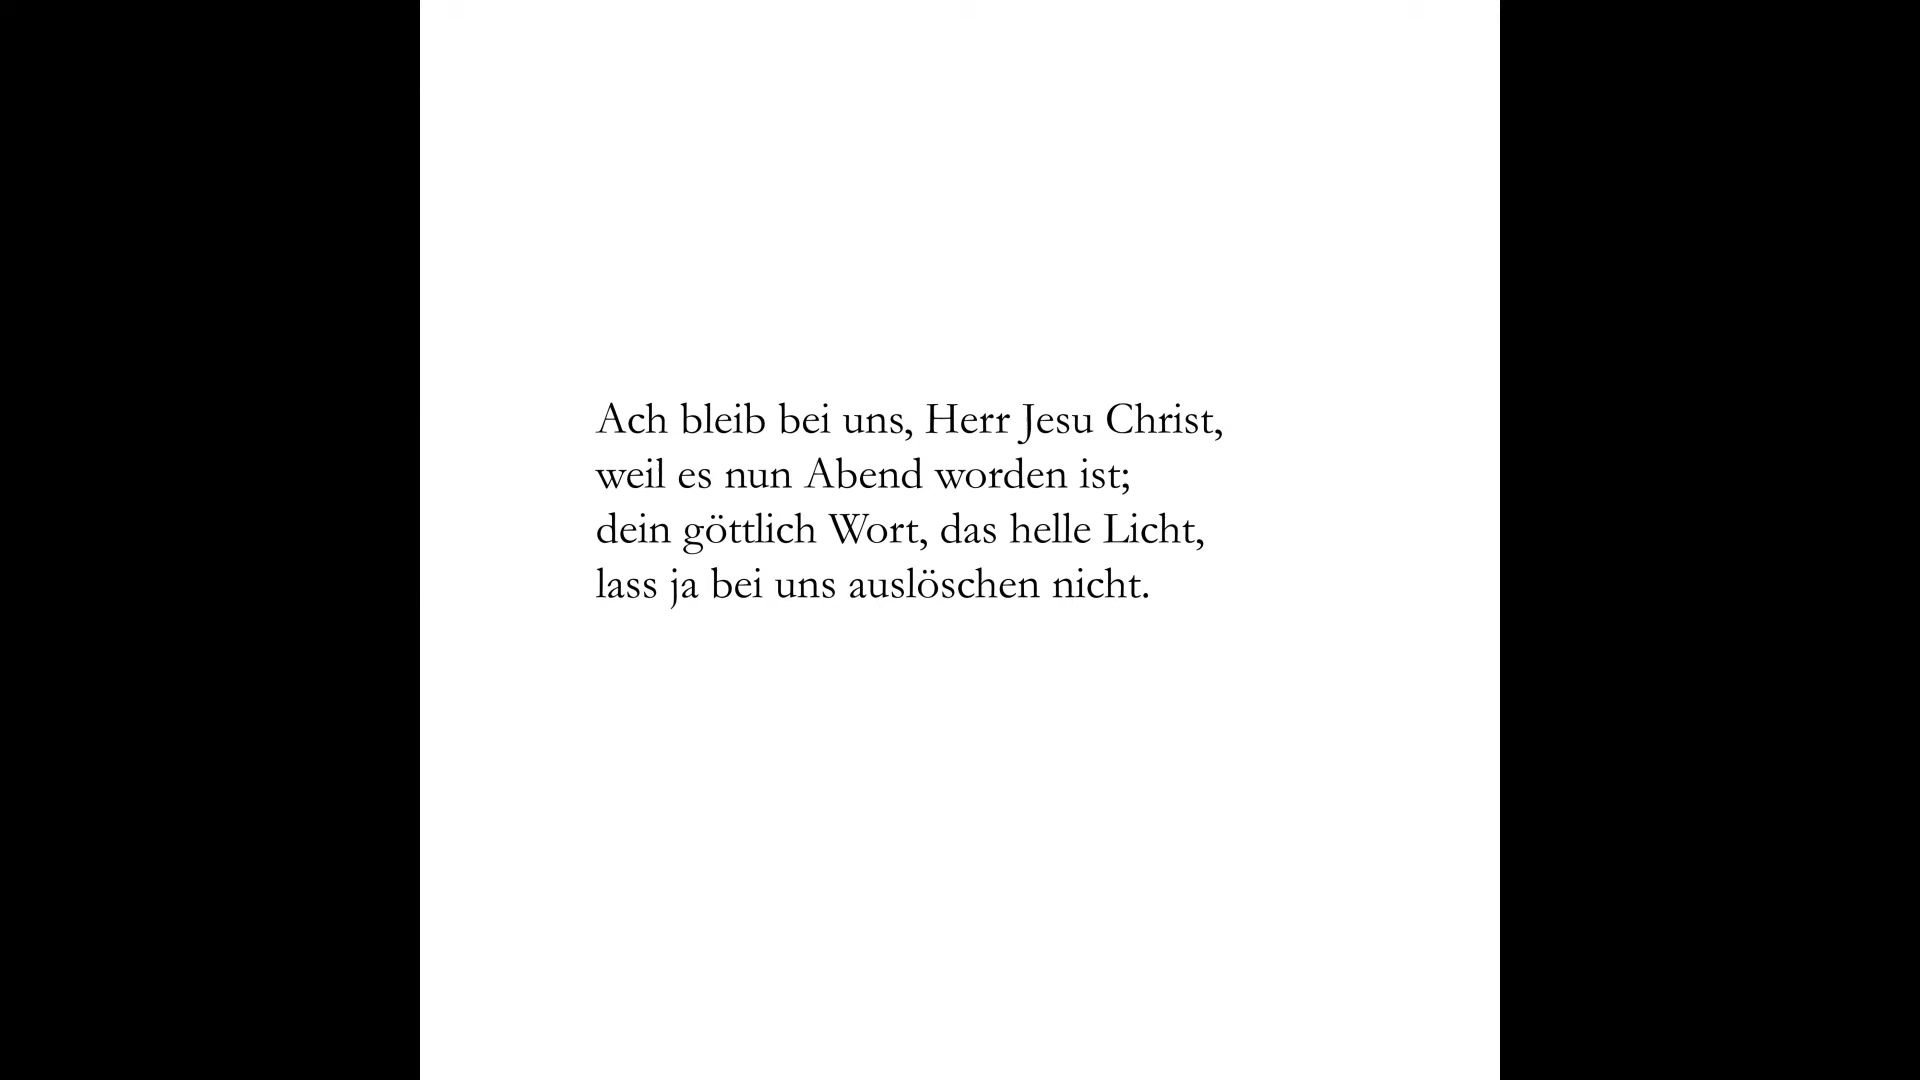 Ach bleib bei uns, Herr Jesu Christ,
weil es nun Abend worden ist;
dein göttlich Wort, das helle Licht,
lass ja bei uns auslöschen nicht.